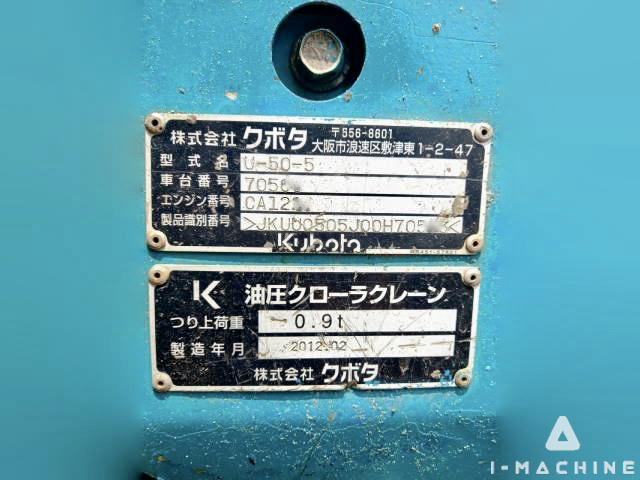 株式会社 クボタ 〒556-8601
大阪市浪速区敷津東1-2-47
型式名 U-50-5
車台番号
エンジン番号
製品識別番号
Kubota
K 油圧クローラクレーン
つり上荷重 0.9t
製造年月 2012.02
株式会社 クボタ
I-MACHINE